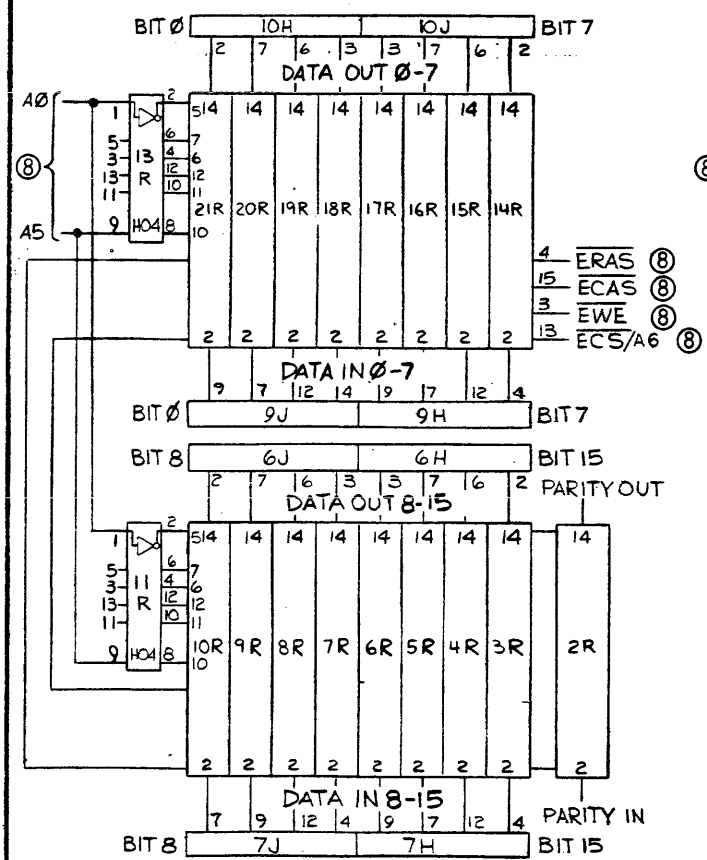 BIT Ø 10H 10J BIT 7
2 7 6 3 3 7 6 2
DATA OUT Ø-7
AØ 1 2 5 14 14 14 14 14 14 14 14
5 6 7
3 13 4 6
⑧ 13 R 12 12
11 10 11
21R 20R 19R 18R 17R 16R 15R 14R
A5 9 H04 8 10
4 ERAS ⑧
15 ECAS ⑧
3 EWE ⑧
13 ECS/A6 ⑧
2 2 2 2 2 2 2 2
DATA IN Ø-7
9 7 12 4 9 7 12 4
BIT Ø 9J 9H BIT 7
BIT 8 6J 6H BIT 15
2 7 6 3 3 7 6 2 PARITY OUT
DATA OUT 8-15
1 2 5 14 14 14 14 14 14 14 14 14
5 6 7
3 11 4 6
13 R 12 12
11 10 11
10R 9R 8R 7R 6R 5R 4R 3R 2R
9 H04 8 10
2 2 2 2 2 2 2 2 2
DATA IN 8-15
7 9 12 4 9 7 12 4 PARITY IN
BIT 8 7J 7H BIT 15